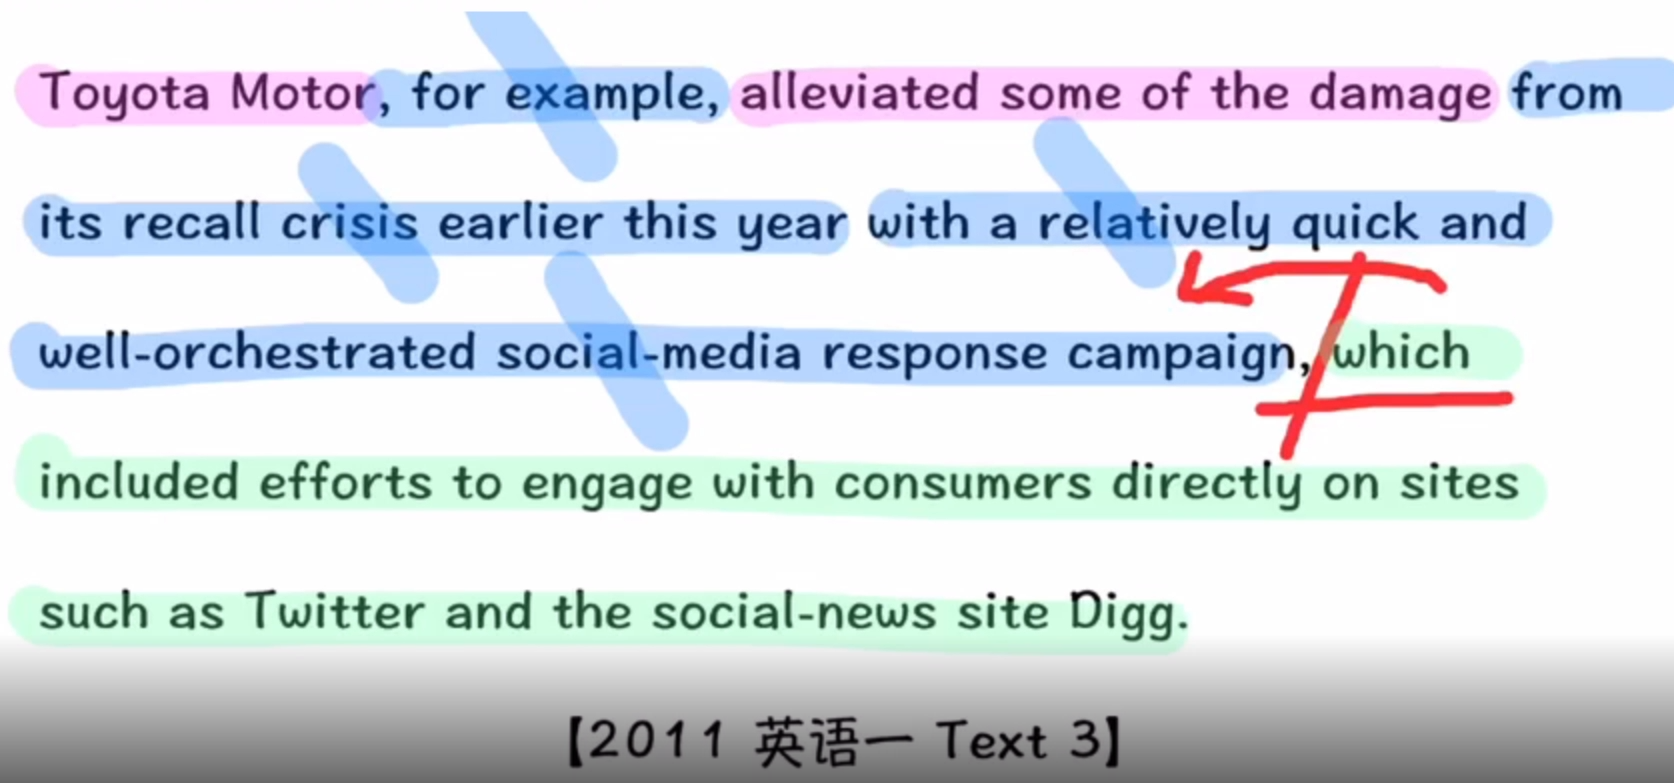 Toyota Motor, for example, alleviated some of the damage from
its recall crisis earlier this year with a relatively quick and
well-orchestrated social-media response campaign, which
included efforts to engage with consumers directly on sites
such as Twitter and the social-news site Digg.
【2011 英语一 Text 3】